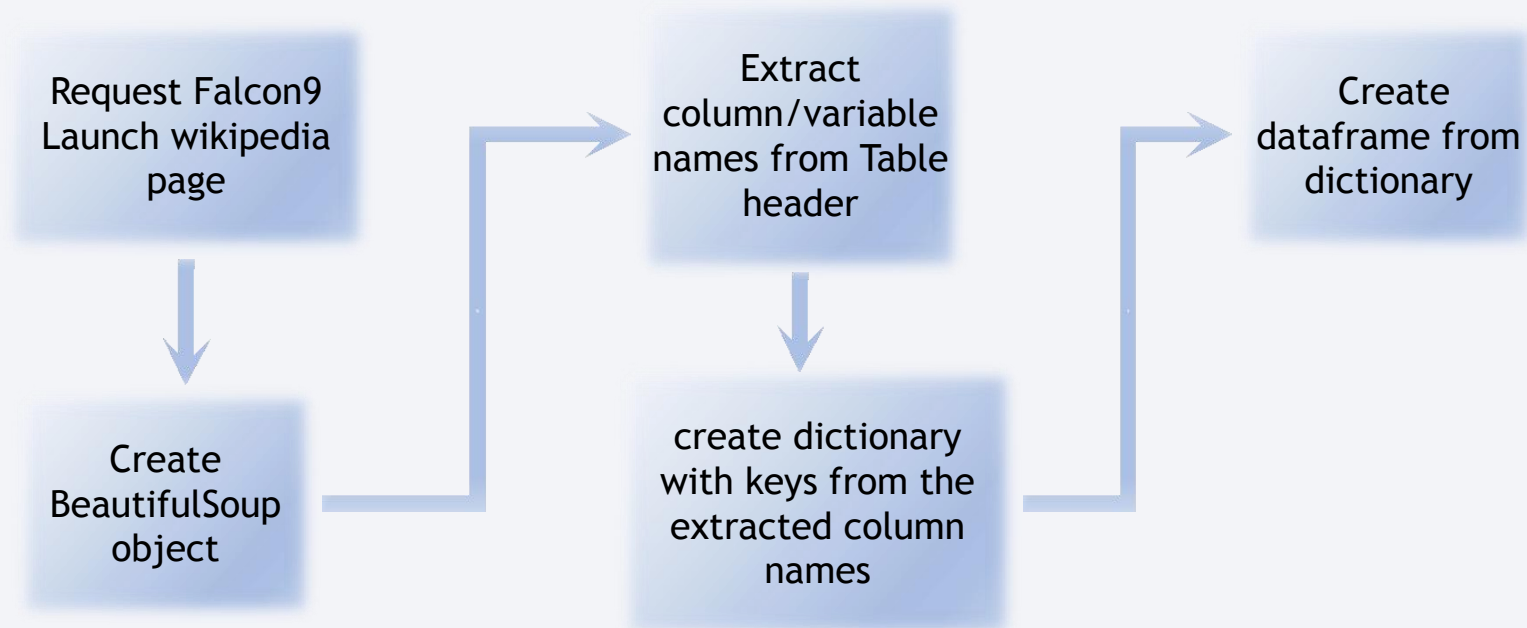 Request Falcon9
Launch wikipedia
page
Create
BeautifulSoup
object
Extract
column/variable
names from Table
header
create dictionary
with keys from the
extracted column
names
Create
dataframe from
dictionary